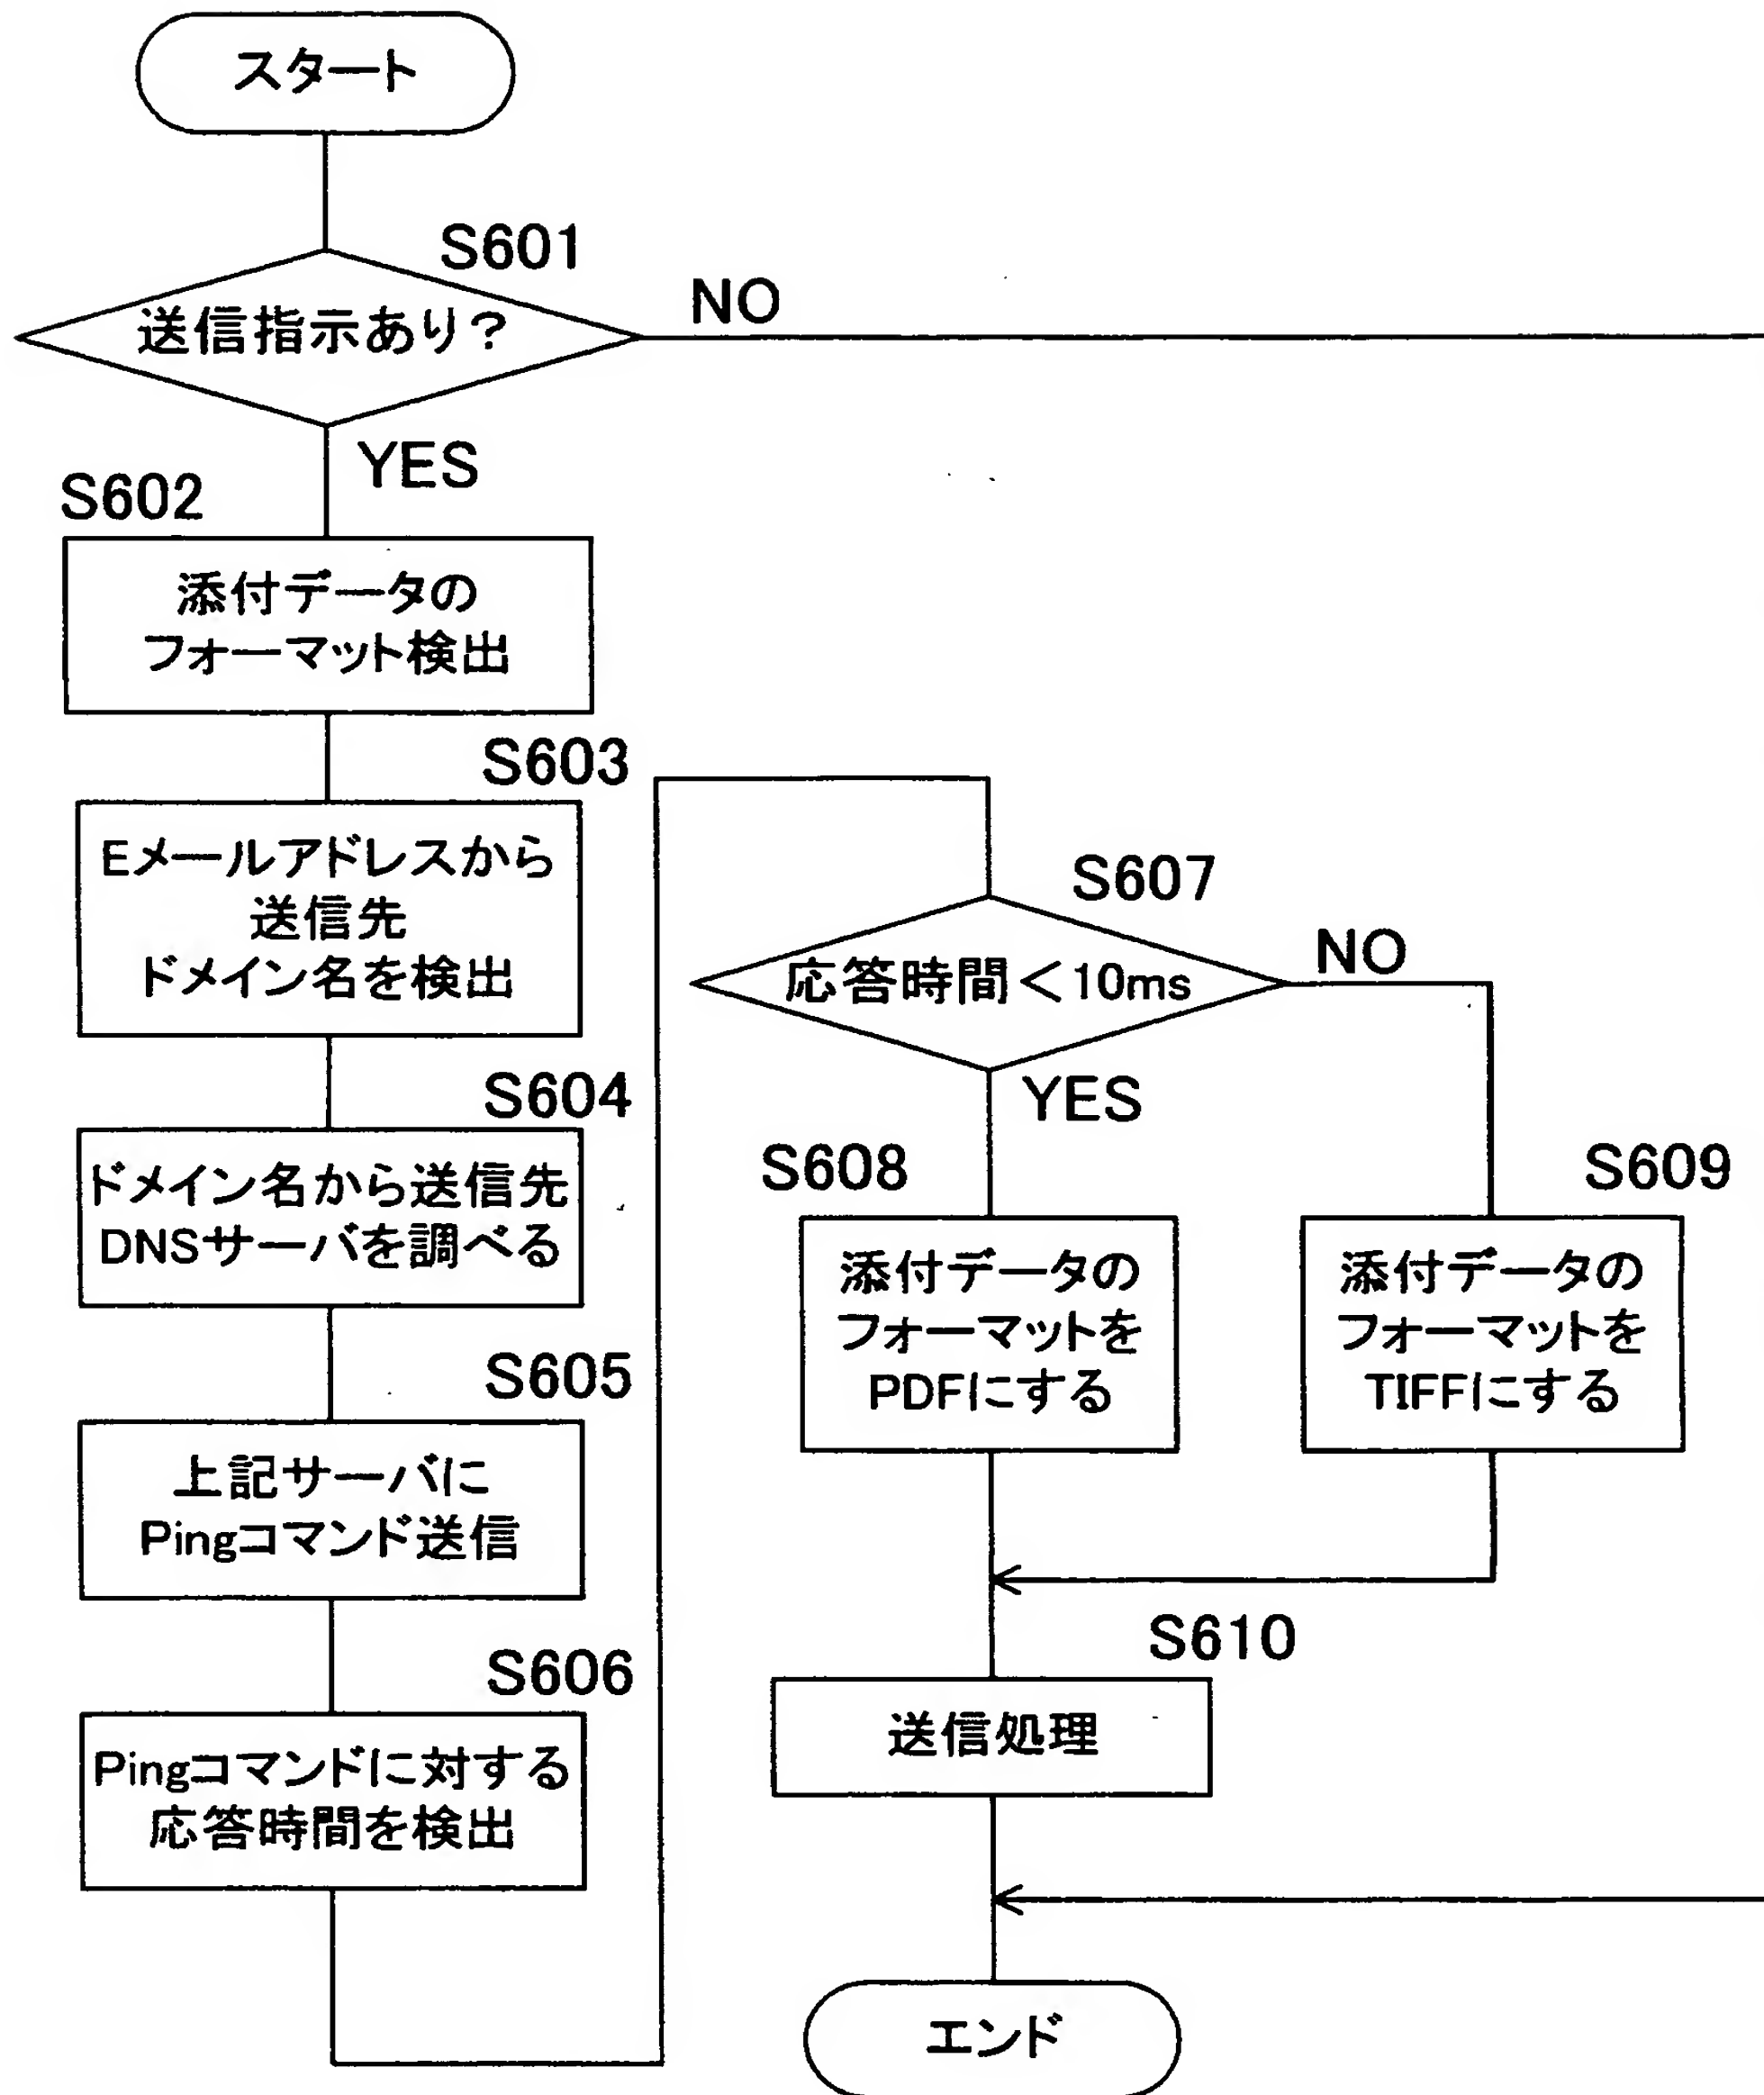 スタート
S601
送信指示あり？
NO
YES
S602
添付データの
フォーマット検出
S603
Eメールアドレスから
送信先
ドメイン名を検出
S604
ドメイン名から送信先
DNSサーバを調べる
S605
上記サーバに
Pingコマンド送信
S606
Pingコマンドに対する
応答時間を検出
S607
応答時間＜10ms
NO
YES
S608
添付データの
フォーマットを
PDFにする
S609
添付データの
フォーマットを
TIFFにする
S610
送信処理
エンド